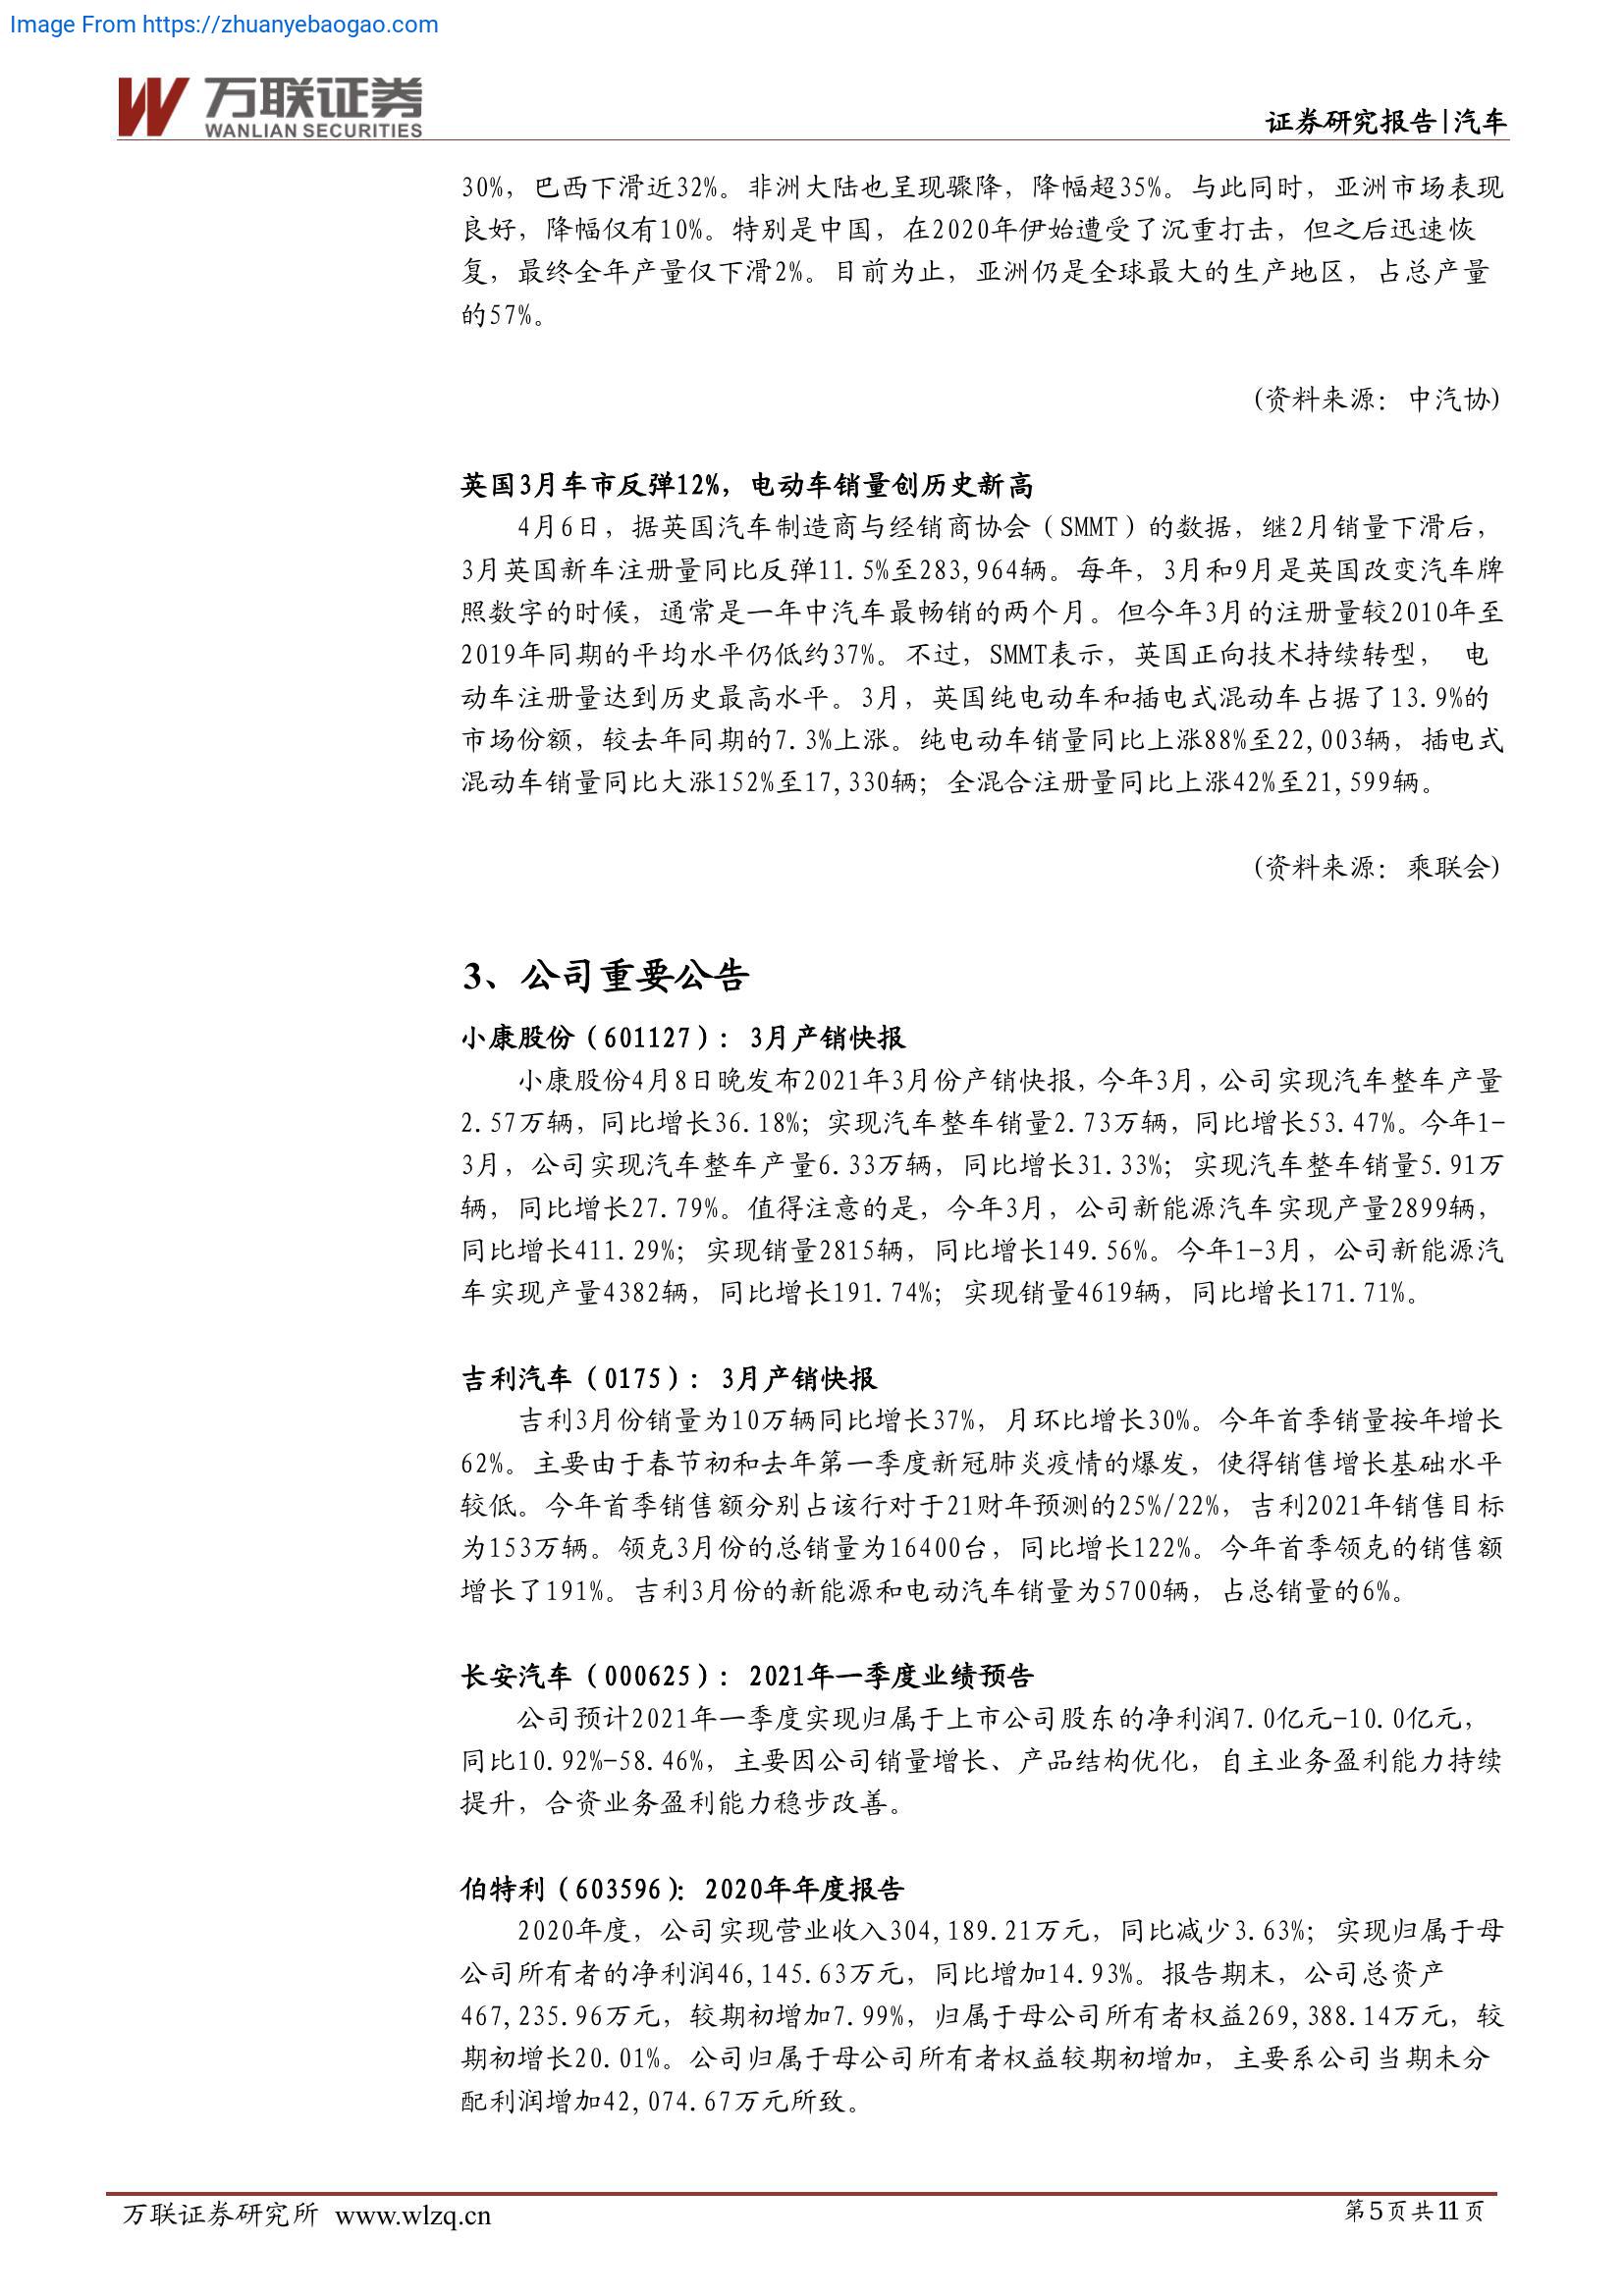 Image From https://zhuanyebaogao.com
万联证券
WANLIAN SECURITIES
证券研究报告|汽车
30%，巴西下滑近32%。非洲大陆也呈现骤降，降幅超35%。与此同时，亚洲市场表现
良好，降幅仅有10%。特别是中国，在2020年伊始遭受了沉重打击，但之后迅速恢
复，最终全年产量仅下滑2%。目前为止，亚洲仍是全球最大的生产地区，占总产量
的57%。
(资料来源：中汽协)
英国3月车市反弹12%，电动车销量创历史新高
4月6日，据英国汽车制造商与经销商协会（SMMT）的数据，继2月销量下滑后，
3月英国新车注册量同比反弹11.5%至283,964辆。每年，3月和9月是英国改变汽车牌
照数字的时候，通常是一年中汽车最畅销的两个月。但今年3月的注册量较2010年至
2019年同期的平均水平仍低约37%。不过，SMMT表示，英国正向技术持续转型， 电
动车注册量达到历史最高水平。3月，英国纯电动车和插电式混动车占据了13.9%的
市场份额，较去年同期的7.3%上涨。纯电动车销量同比上涨88%至22,003辆，插电式
混动车销量同比大涨152%至17,330辆；全混合注册量同比上涨42%至21,599辆。
(资料来源：乘联会)
3、公司重要公告
小康股份（601127）：3月产销快报
小康股份4月8日晚发布2021年3月份产销快报，今年3月，公司实现汽车整车产量
2.57万辆，同比增长36.18%；实现汽车整车销量2.73万辆，同比增长53.47%。今年1-
3月，公司实现汽车整车产量6.33万辆，同比增长31.33%；实现汽车整车销量5.91万
辆，同比增长27.79%。值得注意的是，今年3月，公司新能源汽车实现产量2899辆，
同比增长411.29%；实现销量2815辆，同比增长149.56%。今年1-3月，公司新能源汽
车实现产量4382辆，同比增长191.74%；实现销量4619辆，同比增长171.71%。
吉利汽车（0175）：3月产销快报
吉利3月份销量为10万辆同比增长37%，月环比增长30%。今年首季销量按年增长
62%。主要由于春节初和去年第一季度新冠肺炎疫情的爆发，使得销售增长基础水平
较低。今年首季销售额分别占该行对于21财年预测的25%/22%，吉利2021年销售目标
为153万辆。领克3月份的总销量为16400台，同比增长122%。今年首季领克的销售额
增长了191%。吉利3月份的新能源和电动汽车销量为5700辆，占总销量的6%。
长安汽车（000625）：2021年一季度业绩预告
公司预计2021年一季度实现归属于上市公司股东的净利润7.0亿元-10.0亿元，
同比10.92%-58.46%，主要因公司销量增长、产品结构优化，自主业务盈利能力持续
提升，合资业务盈利能力稳步改善。
伯特利（603596）：2020年年度报告
2020年度，公司实现营业收入304,189.21万元，同比减少3.63%；实现归属于母
公司所有者的净利润46,145.63万元，同比增加14.93%。报告期末，公司总资产
467,235.96万元，较期初增加7.99%，归属于母公司所有者权益269,388.14万元，较
期初增长20.01%。公司归属于母公司所有者权益较期初增加，主要系公司当期未分
配利润增加42,074.67万元所致。
万联证券研究所 www.wlzq.cn
第5页共11页